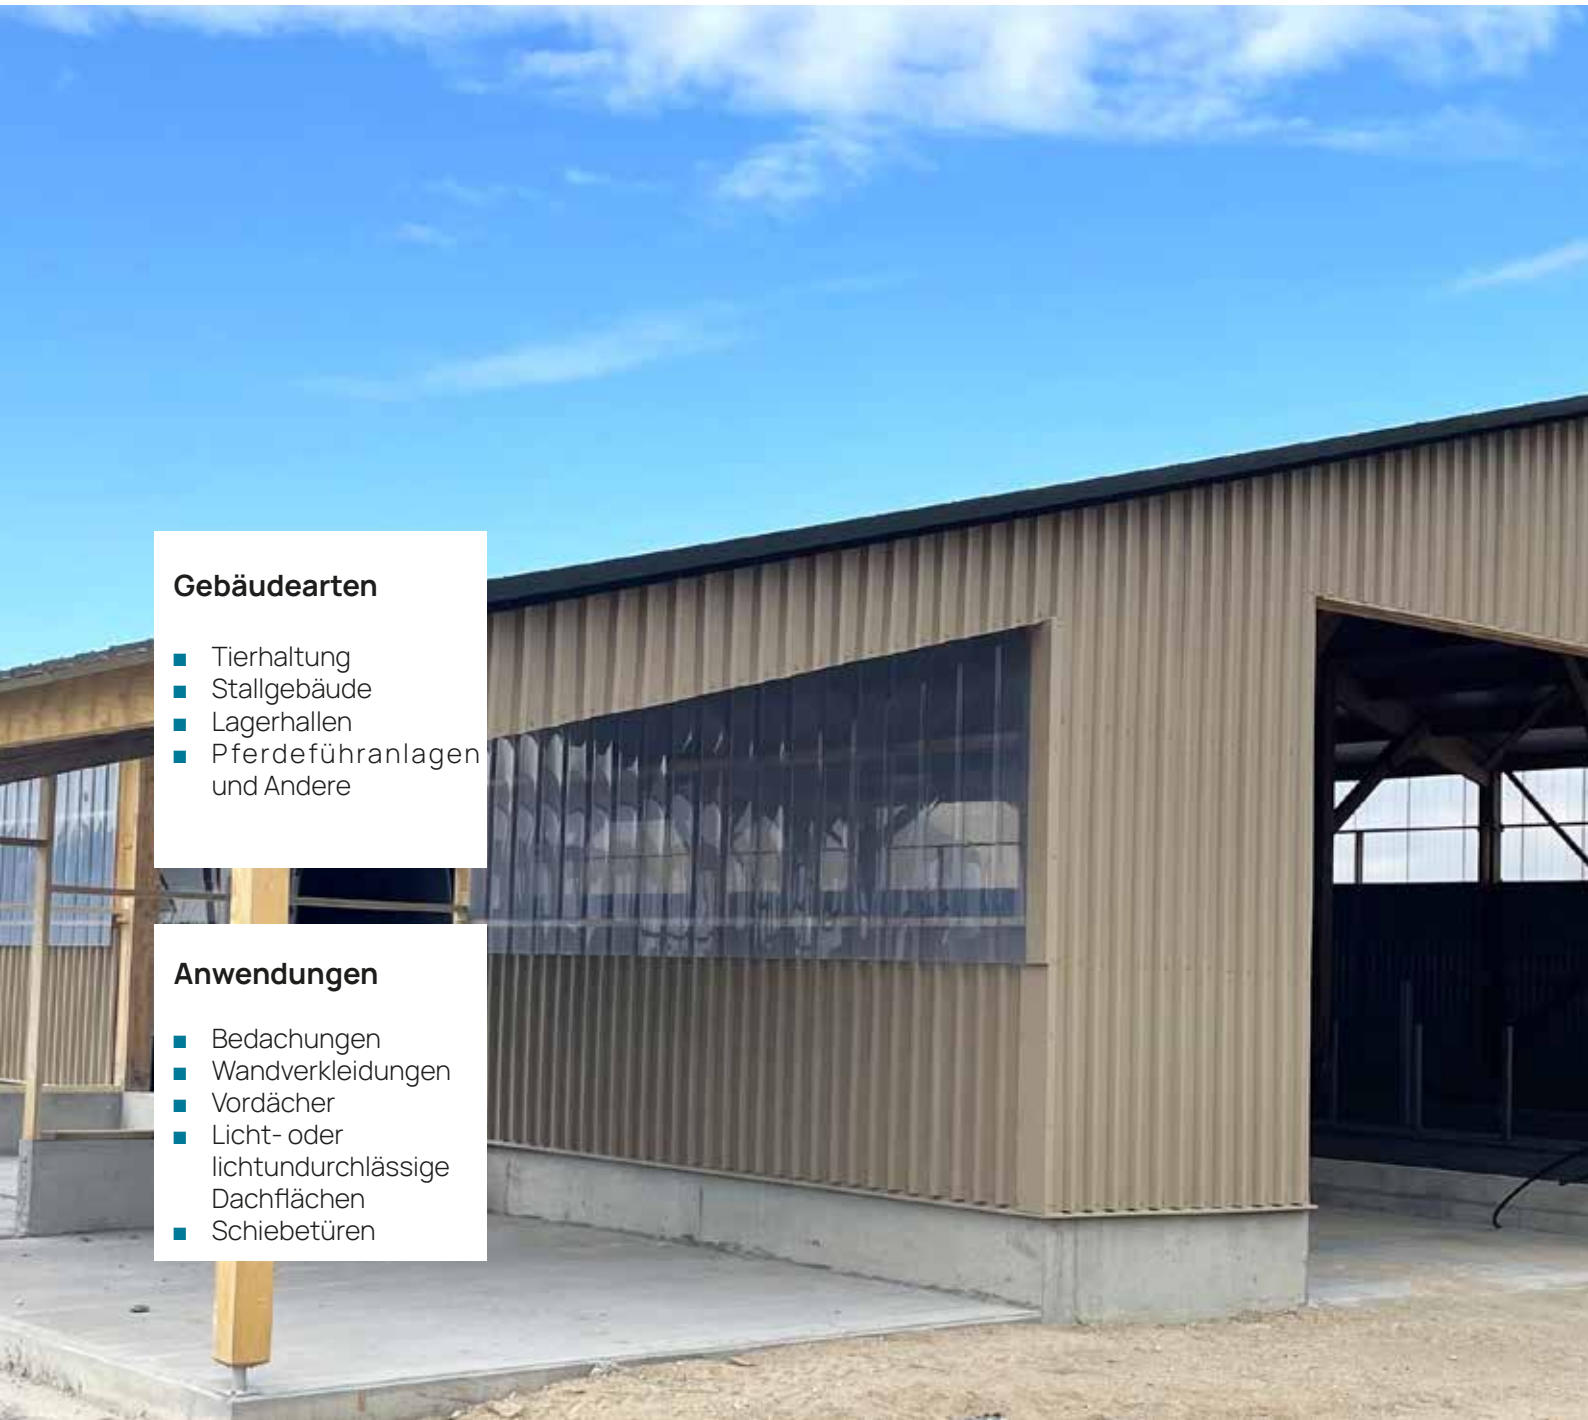 Gebäudearten
Tierhaltung
Stallgebäude
Lagerhallen
Pferdeführanlagen
und Andere
Anwendungen
Bedachungen
Wandverkleidungen
Vordächer
Licht- oder
lichtundurchlässige
Dachflächen
Schiebetüren